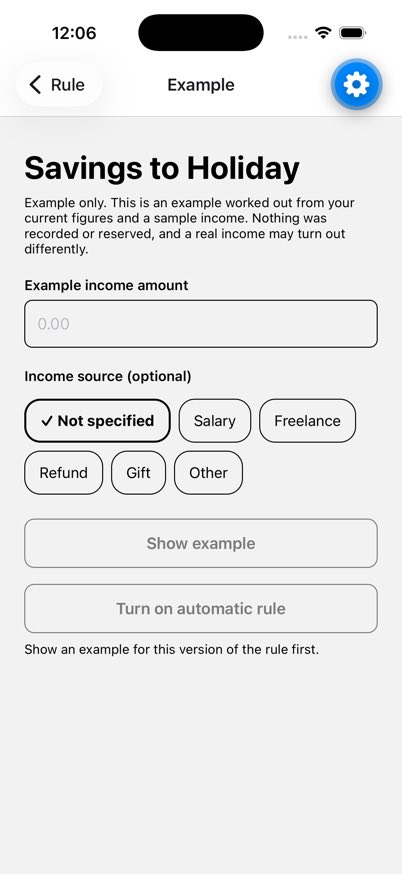 12:06
Rule
Example
Savings to Holiday
Example only. This is an example worked out from your
current figures and a sample income. Nothing was
recorded or reserved, and a real income may turn out
differently.
Example income amount
0.00
Income source (optional)
✓ Not specified
Salary
Freelance
Refund
Gift
Other
Show example
Turn on automatic rule
Show an example for this version of the rule first.